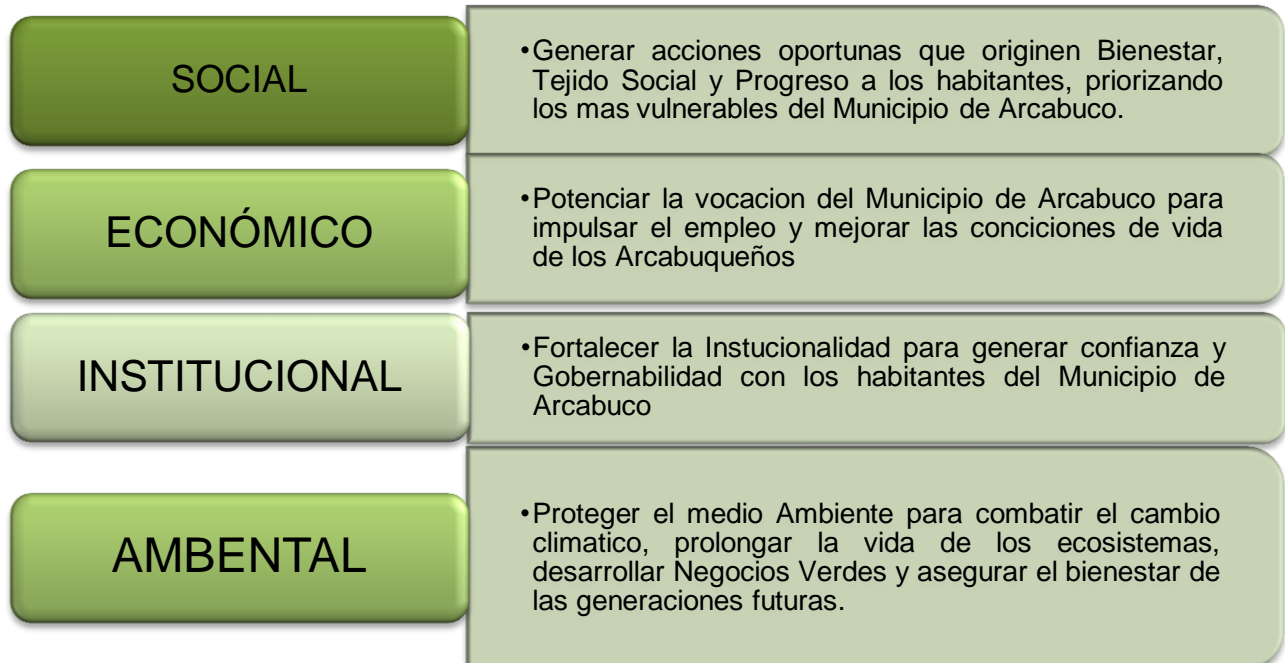 SOCIAL
•Generar acciones oportunas que originen Bienestar,
Tejido Social y Progreso a los habitantes, priorizando
los mas vulnerables del Municipio de Arcabuco.
ECONÓMICO
•Potenciar la vocacion del Municipio de Arcabuco para
impulsar el empleo y mejorar las conciciones de vida
de los Arcabuqueños
INSTITUCIONAL
•Fortalecer la Instucionalidad para generar confianza y
Gobernabilidad con los habitantes del Municipio de
Arcabuco
AMBENTAL
•Proteger el medio Ambiente para combatir el cambio
climatico, prolongar la vida de los ecosistemas,
desarrollar Negocios Verdes y asegurar el bienestar de
las generaciones futuras.